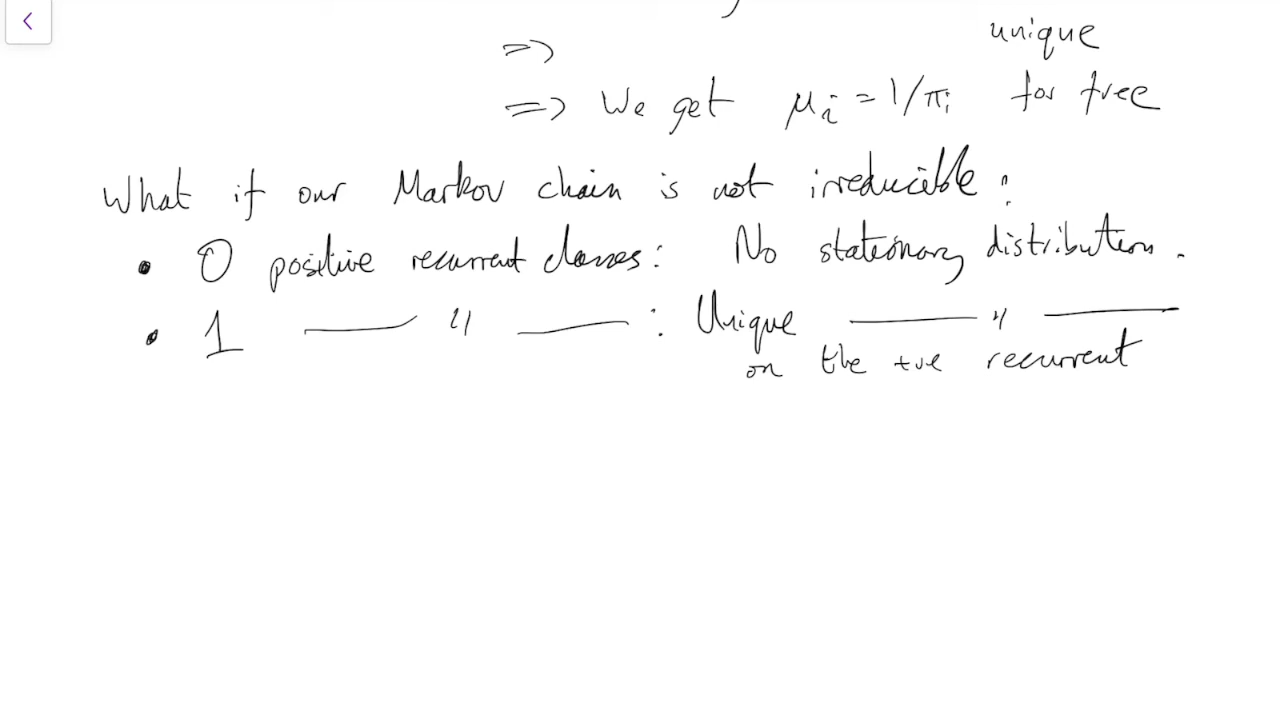 unique
=>
=> We get μi = 1/πi for free
What if our Markov chain is not irreducible?
• 0 positive recurrent classes: No stationary distribution.
• 1 —— " —— : Unique —— " ——
on the +ve recurrent